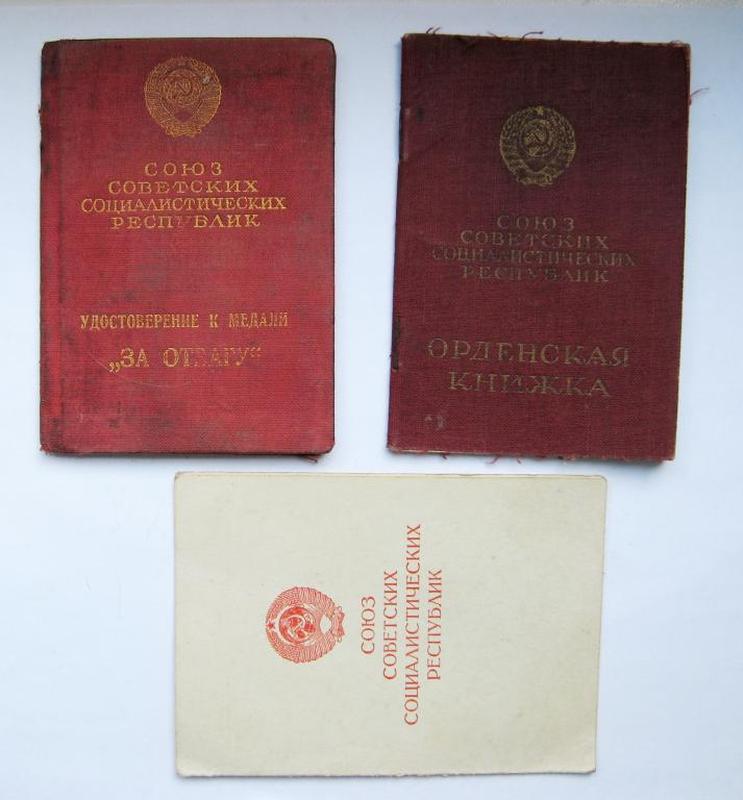 СОЮЗ
СОВЕТСКИХ
СОЦИАЛИСТИЧЕСКИХ
РЕСПУБЛИК
УДОСТОВЕРЕНИЕ К МЕДАЛИ
„ЗА ОТВАГУ“
СОЮЗ
СОВЕТСКИХ
СОЦИАЛИСТИЧЕСКИХ
РЕСПУБЛИК
ОРДЕНСКАЯ
КНИЖКА
СОЮЗ
СОВЕТСКИХ
СОЦИАЛИСТИЧЕСКИХ
РЕСПУБЛИК